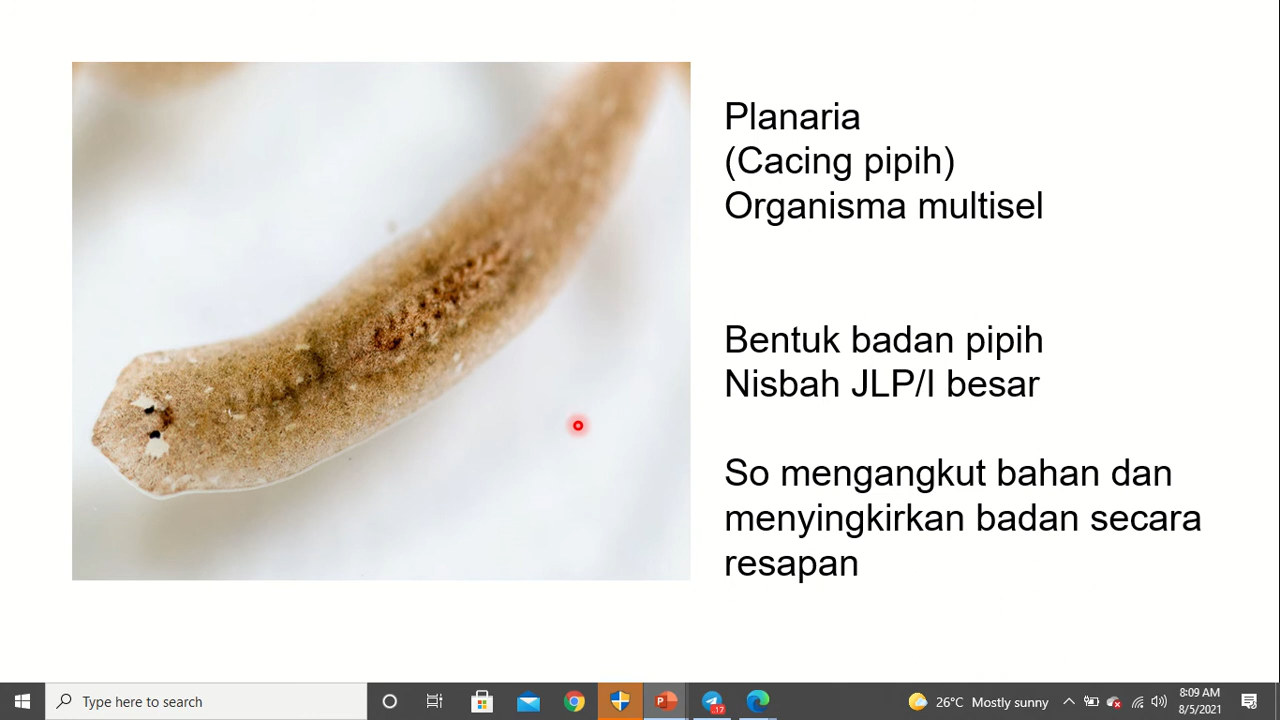 Planaria
(Cacing pipih)
Organisma multisel
Bentuk badan pipih
Nisbah JLP/I besar
So mengangkut bahan dan
menyingkirkan badan secara
resapan
Type here to search
.17
26°C Mostly sunny
8:09 AM
8/5/2021